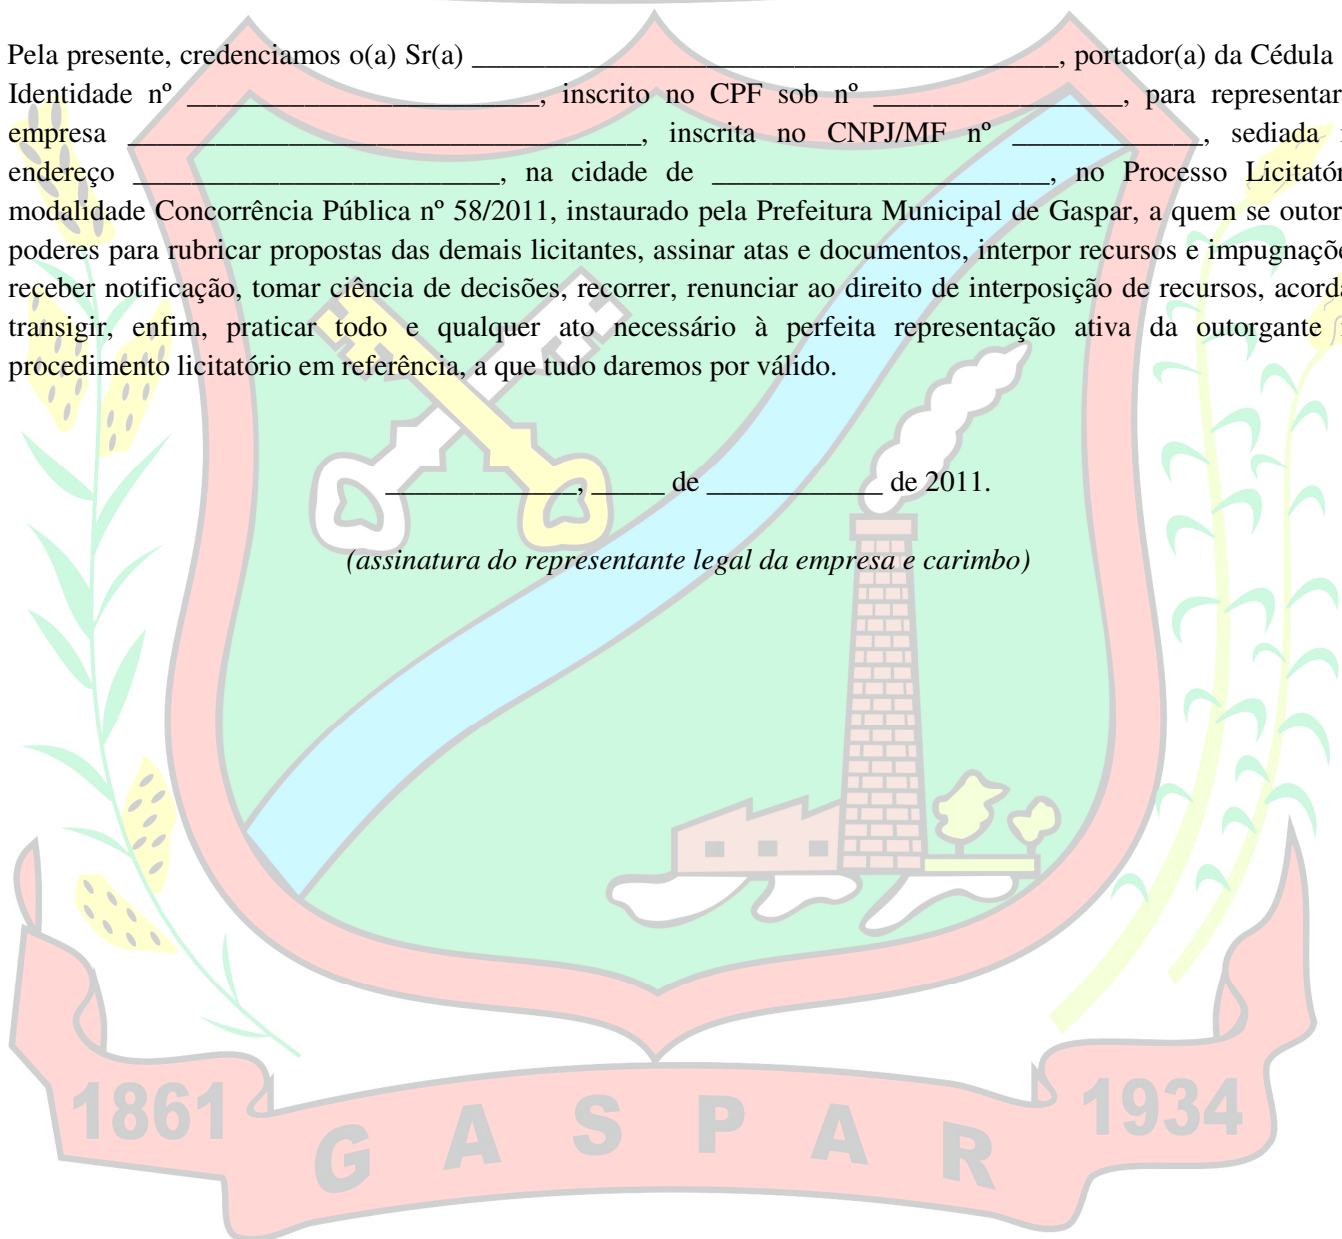 Pela presente, credenciamos o(a) Sr(a) ________________________________________, portador(a) da Cédula
Identidade nº ________________________, inscrito no CPF sob nº _________________, para representar
empresa ___________________________________, inscrita no CNPJ/MF nº _____________, sediada
endereço _________________________, na cidade de _______________________, no Processo Licitatór
modalidade Concorrência Pública nº 58/2011, instaurado pela Prefeitura Municipal de Gaspar, a quem se outor
poderes para rubricar propostas das demais licitantes, assinar atas e documentos, interpor recursos e impugnaçõe
receber notificação, tomar ciência de decisões, recorrer, renunciar ao direito de interposição de recursos, acorda
transigir, enfim, praticar todo e qualquer ato necessário à perfeita representação ativa da outorgante
procedimento licitatório em referência, a que tudo daremos por válido.
_____________, _____ de ____________ de 2011.
(assinatura do representante legal da empresa e carimbo)
1861 GASPAR 1934